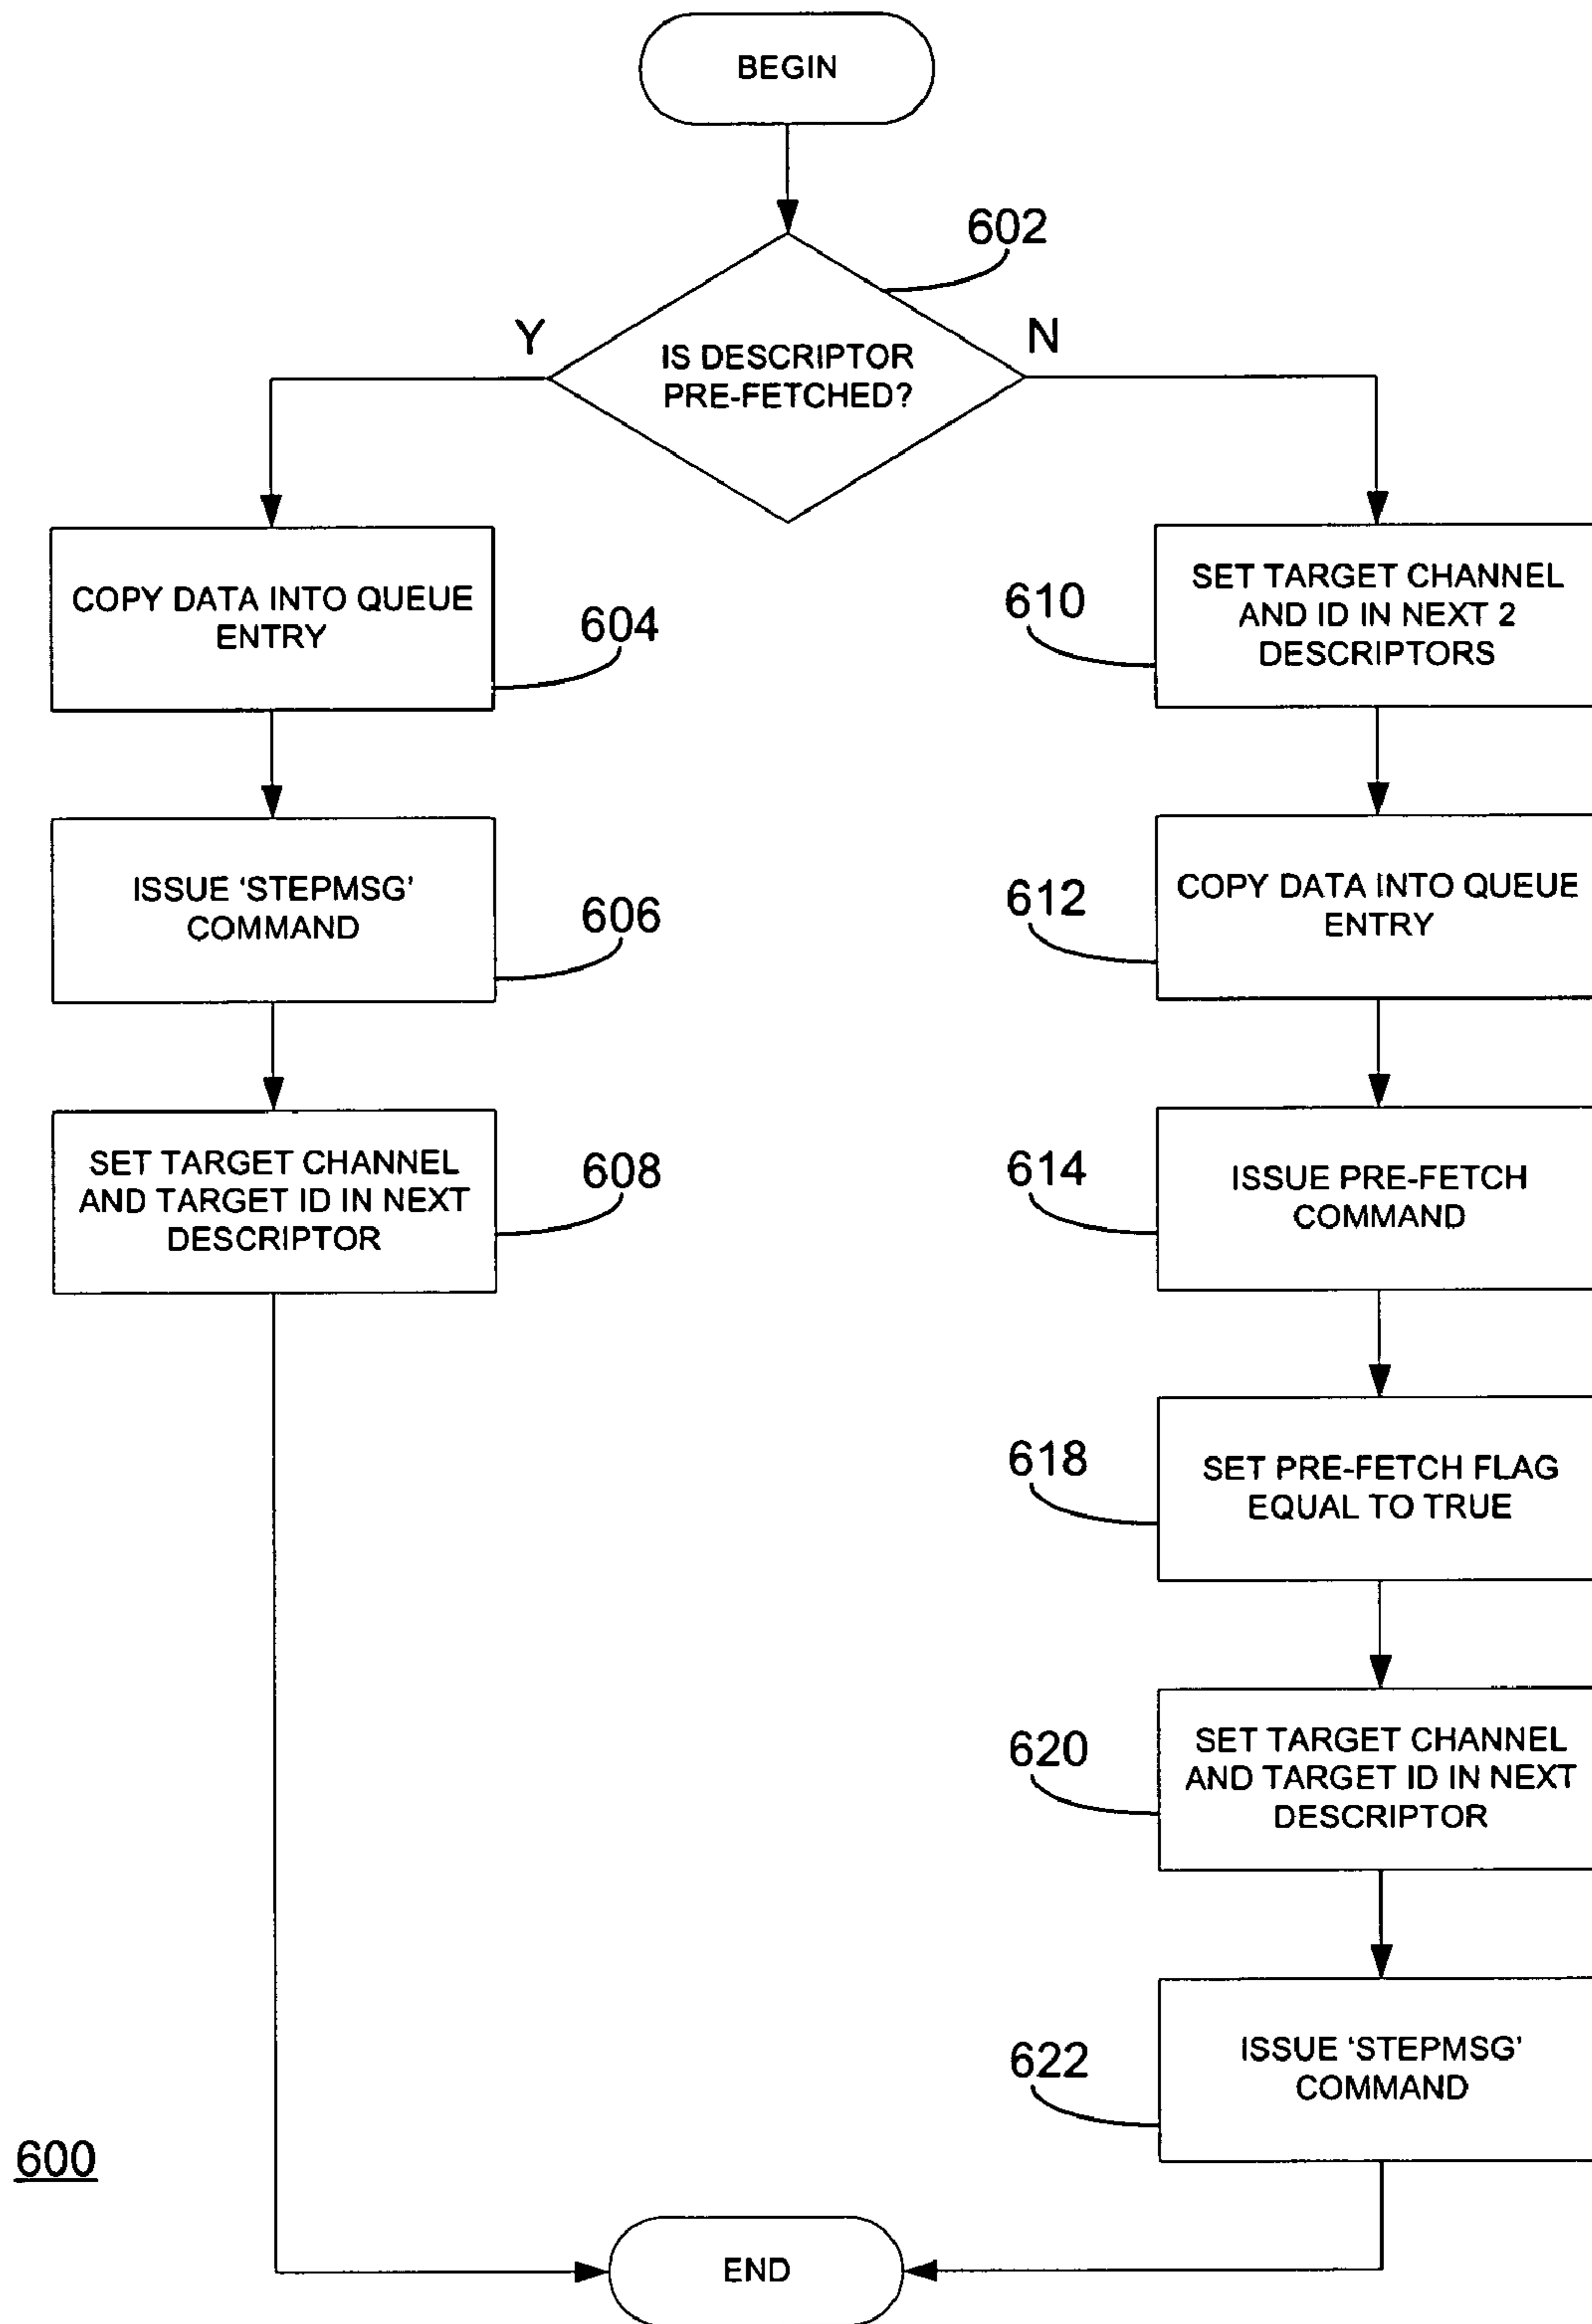 BEGIN
602
Y
N
IS DESCRIPTOR
PRE-FETCHED?
COPY DATA INTO QUEUE
ENTRY
604
ISSUE ‘STEPMSG’
COMMAND
606
SET TARGET CHANNEL
AND TARGET ID IN NEXT
DESCRIPTOR
608
610
SET TARGET CHANNEL
AND ID IN NEXT 2
DESCRIPTORS
612
COPY DATA INTO QUEUE
ENTRY
614
ISSUE PRE-FETCH
COMMAND
618
SET PRE-FETCH FLAG
EQUAL TO TRUE
620
SET TARGET CHANNEL
AND TARGET ID IN NEXT
DESCRIPTOR
622
ISSUE ‘STEPMSG’
COMMAND
600
END